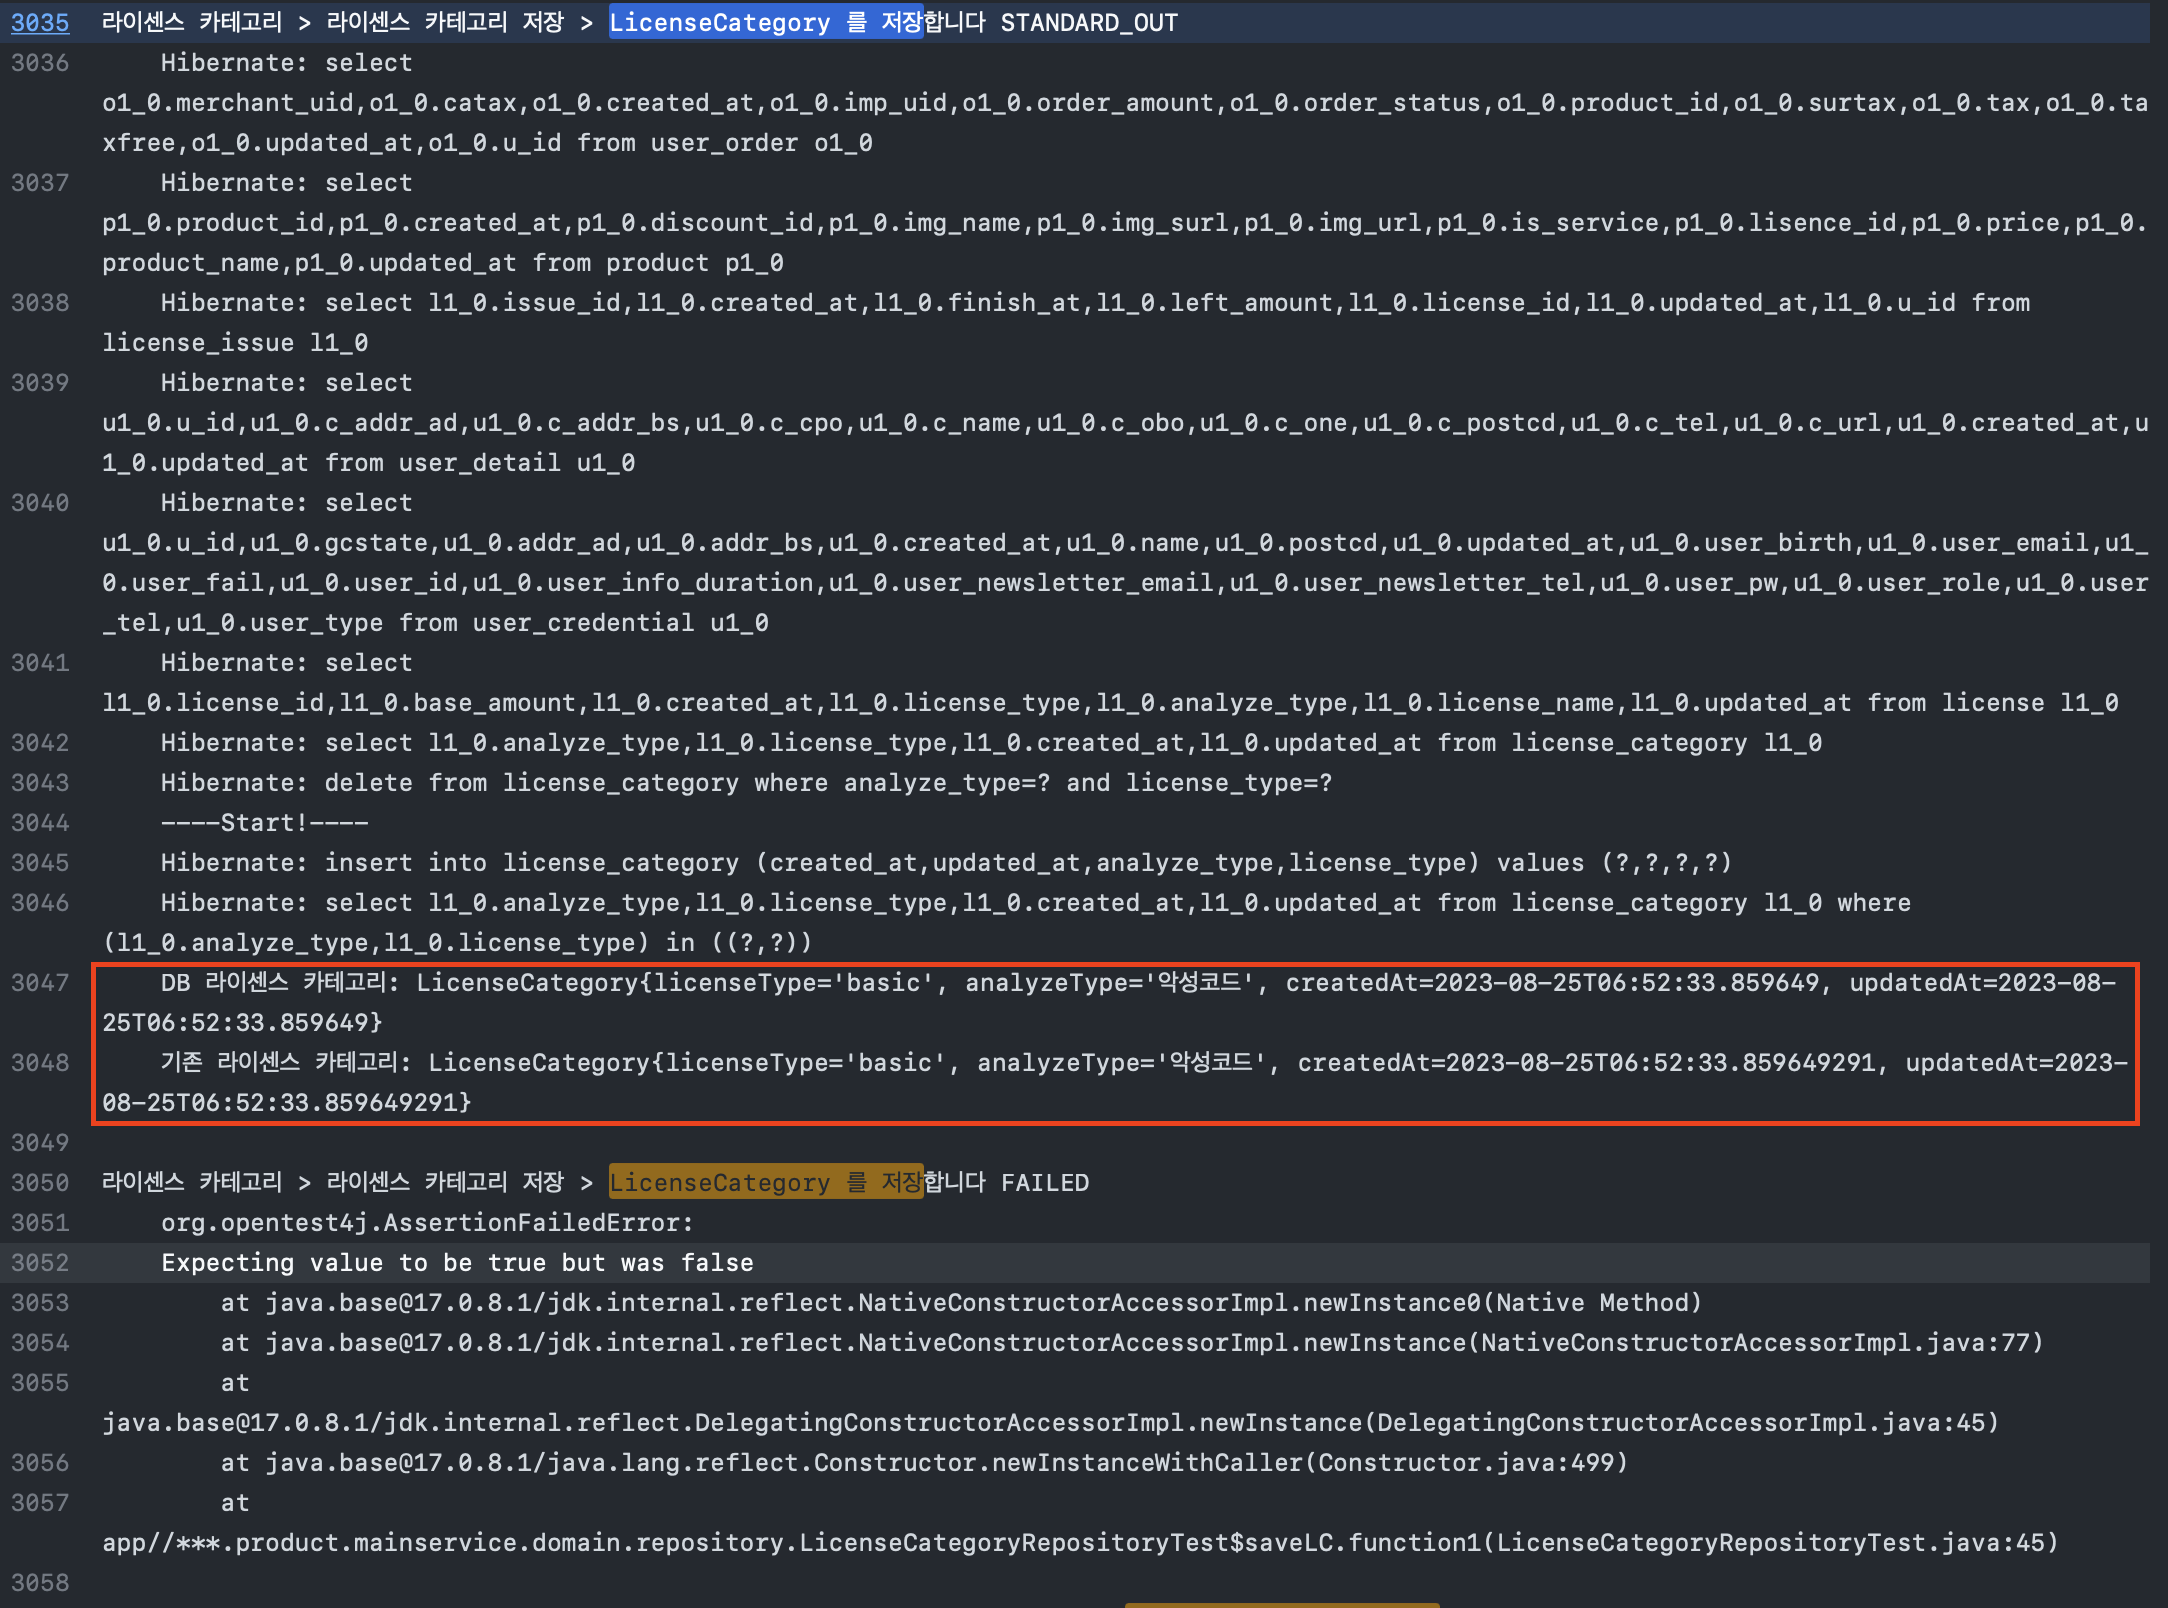 3035 라이센스 카테고리 > 라이센스 카테고리 저장 > LicenseCategory 를 저장합니다 STANDARD_OUT
3036 Hibernate: select
o1_0.merchant_uid,o1_0.catax,o1_0.created_at,o1_0.imp_uid,o1_0.order_amount,o1_0.order_status,o1_0.product_id,o1_0.surtax,o1_0.tax,o1_0.ta
xfree,o1_0.updated_at,o1_0.u_id from user_order o1_0
3037 Hibernate: select
p1_0.product_id,p1_0.created_at,p1_0.discount_id,p1_0.img_name,p1_0.img_surl,p1_0.img_url,p1_0.is_service,p1_0.lisence_id,p1_0.price,p1_0.
product_name,p1_0.updated_at from product p1_0
3038 Hibernate: select l1_0.issue_id,l1_0.created_at,l1_0.finish_at,l1_0.left_amount,l1_0.license_id,l1_0.updated_at,l1_0.u_id from
license_issue l1_0
3039 Hibernate: select
u1_0.u_id,u1_0.c_addr_ad,u1_0.c_addr_bs,u1_0.c_cpo,u1_0.c_name,u1_0.c_obo,u1_0.c_one,u1_0.c_postcd,u1_0.c_tel,u1_0.c_url,u1_0.created_at,u
1_0.updated_at from user_detail u1_0
3040 Hibernate: select
u1_0.u_id,u1_0.gcstate,u1_0.addr_ad,u1_0.addr_bs,u1_0.created_at,u1_0.name,u1_0.postcd,u1_0.updated_at,u1_0.user_birth,u1_0.user_email,u1_
0.user_fail,u1_0.user_id,u1_0.user_info_duration,u1_0.user_newsletter_email,u1_0.user_newsletter_tel,u1_0.user_pw,u1_0.user_role,u1_0.user
_tel,u1_0.user_type from user_credential u1_0
3041 Hibernate: select
l1_0.license_id,l1_0.base_amount,l1_0.created_at,l1_0.license_type,l1_0.analyze_type,l1_0.license_name,l1_0.updated_at from license l1_0
3042 Hibernate: select l1_0.analyze_type,l1_0.license_type,l1_0.created_at,l1_0.updated_at from license_category l1_0
3043 Hibernate: delete from license_category where analyze_type=? and license_type=?
3044 ----Start!----
3045 Hibernate: insert into license_category (created_at,updated_at,analyze_type,license_type) values (?,?,?,?)
3046 Hibernate: select l1_0.analyze_type,l1_0.license_type,l1_0.created_at,l1_0.updated_at from license_category l1_0 where
(l1_0.analyze_type,l1_0.license_type) in ((?,?))
3047 DB 라이센스 카테고리: LicenseCategory{licenseType='basic', analyzeType='악성코드', createdAt=2023-08-25T06:52:33.859649, updatedAt=2023-08-
25T06:52:33.859649}
3048 기존 라이센스 카테고리: LicenseCategory{licenseType='basic', analyzeType='악성코드', createdAt=2023-08-25T06:52:33.859649291, updatedAt=2023-
08-25T06:52:33.859649291}
3049
3050 라이센스 카테고리 > 라이센스 카테고리 저장 > LicenseCategory 를 저장합니다 FAILED
3051 org.opentest4j.AssertionFailedError:
3052 Expecting value to be true but was false
3053 at java.base@17.0.8.1/jdk.internal.reflect.NativeConstructorAccessorImpl.newInstance0(Native Method)
3054 at java.base@17.0.8.1/jdk.internal.reflect.NativeConstructorAccessorImpl.newInstance(NativeConstructorAccessorImpl.java:77)
3055 at
java.base@17.0.8.1/jdk.internal.reflect.DelegatingConstructorAccessorImpl.newInstance(DelegatingConstructorAccessorImpl.java:45)
3056 at java.base@17.0.8.1/java.lang.reflect.Constructor.newInstanceWithCaller(Constructor.java:499)
3057 at
app//***.product.mainservice.domain.repository.LicenseCategoryRepositoryTest$saveLC.function1(LicenseCategoryRepositoryTest.java:45)
3058